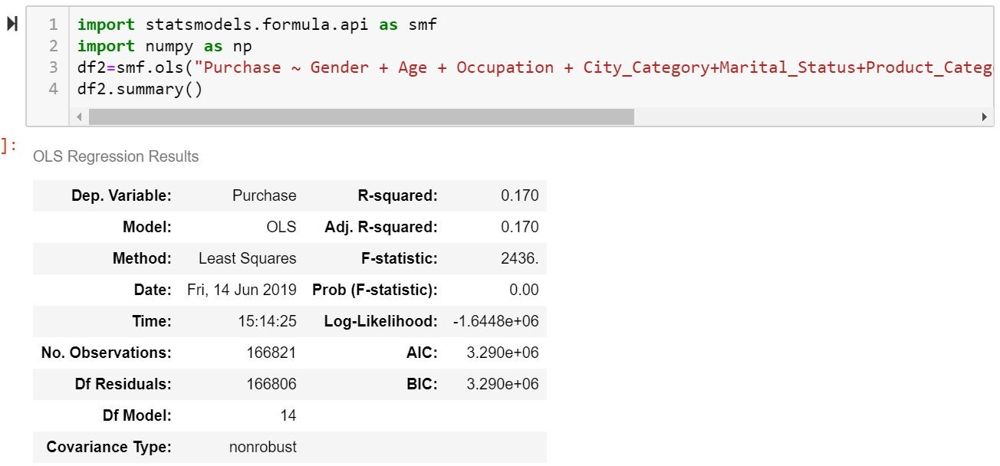 1 import statsmodels.formula.api as smf
2 import numpy as np
3 df2=smf.ols("Purchase ~ Gender + Age + Occupation + City_Category+Marital_Status+Product_Categ
4 df2.summary()
]:
OLS Regression Results
Dep. Variable: Purchase R-squared: 0.170
Model: OLS Adj. R-squared: 0.170
Method: Least Squares F-statistic: 2436.
Date: Fri, 14 Jun 2019 Prob (F-statistic): 0.00
Time: 15:14:25 Log-Likelihood: -1.6448e+06
No. Observations: 166821 AIC: 3.290e+06
Df Residuals: 166806 BIC: 3.290e+06
Df Model: 14
Covariance Type: nonrobust